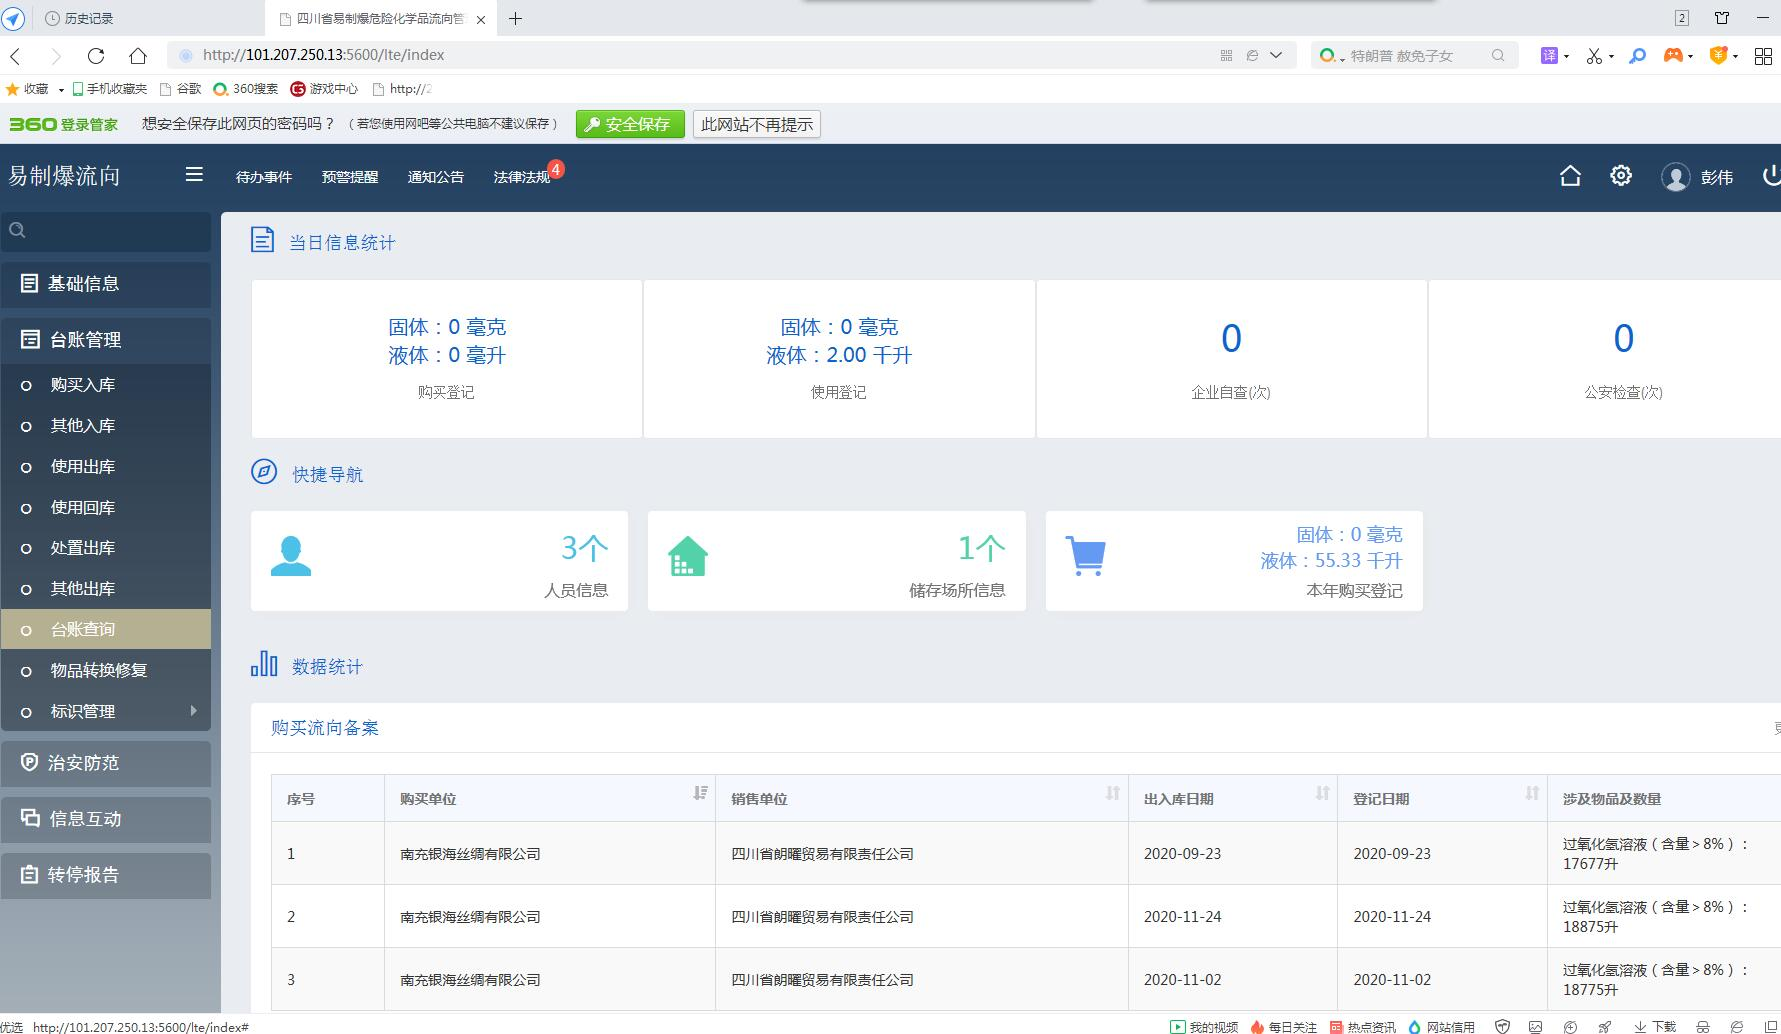 历史记录
四川省易制爆危险化学品流向管
2
http://101.207.250.13:5600/lte/index
特朗普 赦免子女
译
收藏
手机收藏夹
谷歌
360搜索
游戏中心
http://2
360登录管家
想安全保存此网页的密码吗？
（若您使用网吧等公共电脑不建议保存）
安全保存
此网站不再提示
易制爆流向
待办事件
预警提醒
通知公告
法律法规
4
彭伟
基础信息
台账管理
购买入库
其他入库
使用出库
使用回库
处置出库
其他出库
台账查询
物品转换修复
标识管理
治安防范
信息互动
转停报告
当日信息统计
固体：0 毫克
液体：0 毫升
购买登记
固体：0 毫克
液体：2.00 千升
使用登记
0
企业自查(次)
0
公安检查(次)
快捷导航
3个
人员信息
1个
储存场所信息
固体：0 毫克
液体：55.33 千升
本年购买登记
数据统计
购买流向备案
序号 购买单位 销售单位 出入库日期 登记日期 涉及物品及数量
1 南充银海丝绸有限公司 四川省朗曜贸易有限责任公司 2020-09-23 2020-09-23 过氧化氢溶液（含量＞8%）：
17677升
2 南充银海丝绸有限公司 四川省朗曜贸易有限责任公司 2020-11-24 2020-11-24 过氧化氢溶液（含量＞8%）：
18875升
3 南充银海丝绸有限公司 四川省朗曜贸易有限责任公司 2020-11-02 2020-11-02 过氧化氢溶液（含量＞8%）：
18775升
优选 http://101.207.250.13:5600/lte/index#
我的视频
每日关注
热点资讯
网站信用
下载